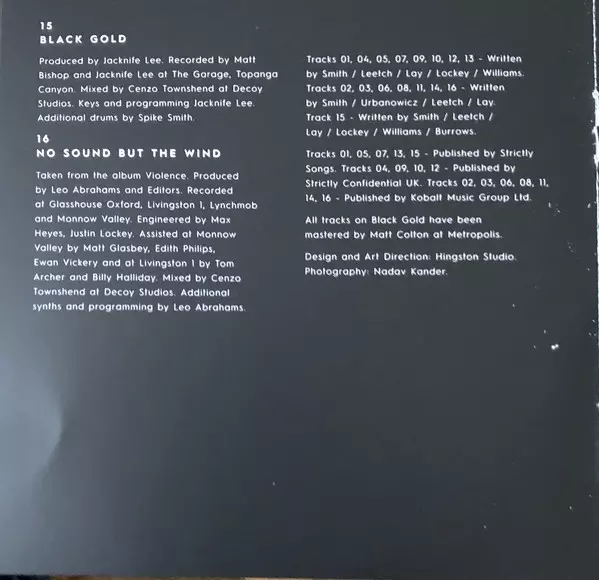 15
BLACK GOLD
Produced by Jacknife Lee. Recorded by Matt
Bishop and Jacknife Lee at The Garage, Topanga
Canyon. Mixed by Cenzo Townshend at Decoy
Studios. Keys and programming Jacknife Lee.
Additional drums by Spike Smith.
16
NO SOUND BUT THE WIND
Taken from the album Violence. Produced
by Leo Abrahams and Editors. Recorded
at Glasshouse Oxford, Livingston 1, Lynchmob
and Monnow Valley. Engineered by Max
Heyes, Justin Lockey. Assisted at Monnow
Valley by Matt Glasbey, Edith Philips,
Ewan Vickery and at Livingston 1 by Tom
Archer and Billy Halliday. Mixed by Cenzo
Townshend at Decoy Studios. Additional
synths and programming by Leo Abrahams.
Tracks 01, 04, 05, 07, 09, 10, 12, 13 - Written
by Smith / Leetch / Lay / Lockey / Williams.
Tracks 02, 03, 06, 08, 11, 14, 16 - Written
by Smith / Urbanowicz / Leetch / Lay.
Track 15 - Written by Smith / Leetch /
Lay / Lockey / Williams / Burrows.
Tracks 01, 05, 07, 13, 15 - Published by Strictly
Songs. Tracks 04, 09, 10, 12 - Published by
Strictly Confidential UK. Tracks 02, 03, 06, 08, 11,
14, 16 - Published by Kobalt Music Group Ltd.
All tracks on Black Gold have been
mastered by Matt Colton at Metropolis.
Design and Art Direction: Hingston Studio.
Photography: Nadav Kander.